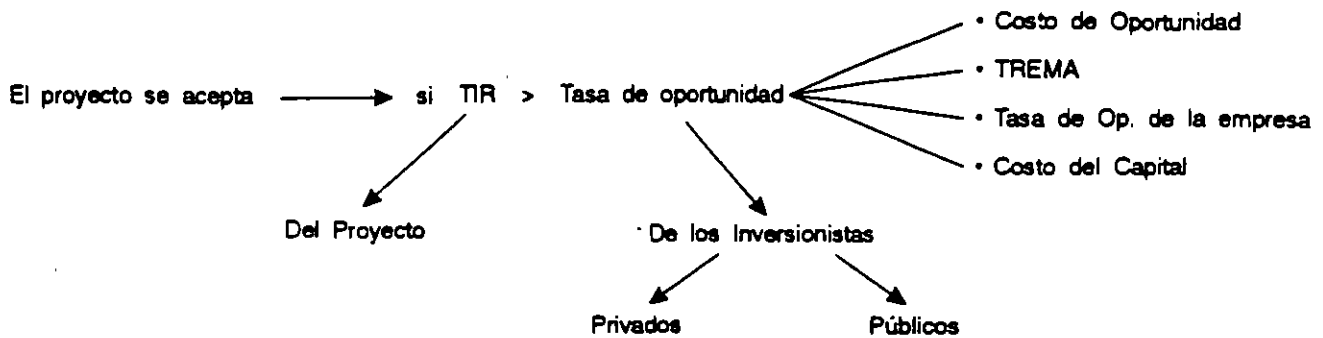 • Costo de Oportunidad
• TREMA
El proyecto se acepta si TIR > Tasa de oportunidad
• Tasa de Op. de la empresa
• Costo del Capital
Del Proyecto De los Inversionistas
Privados Públicos